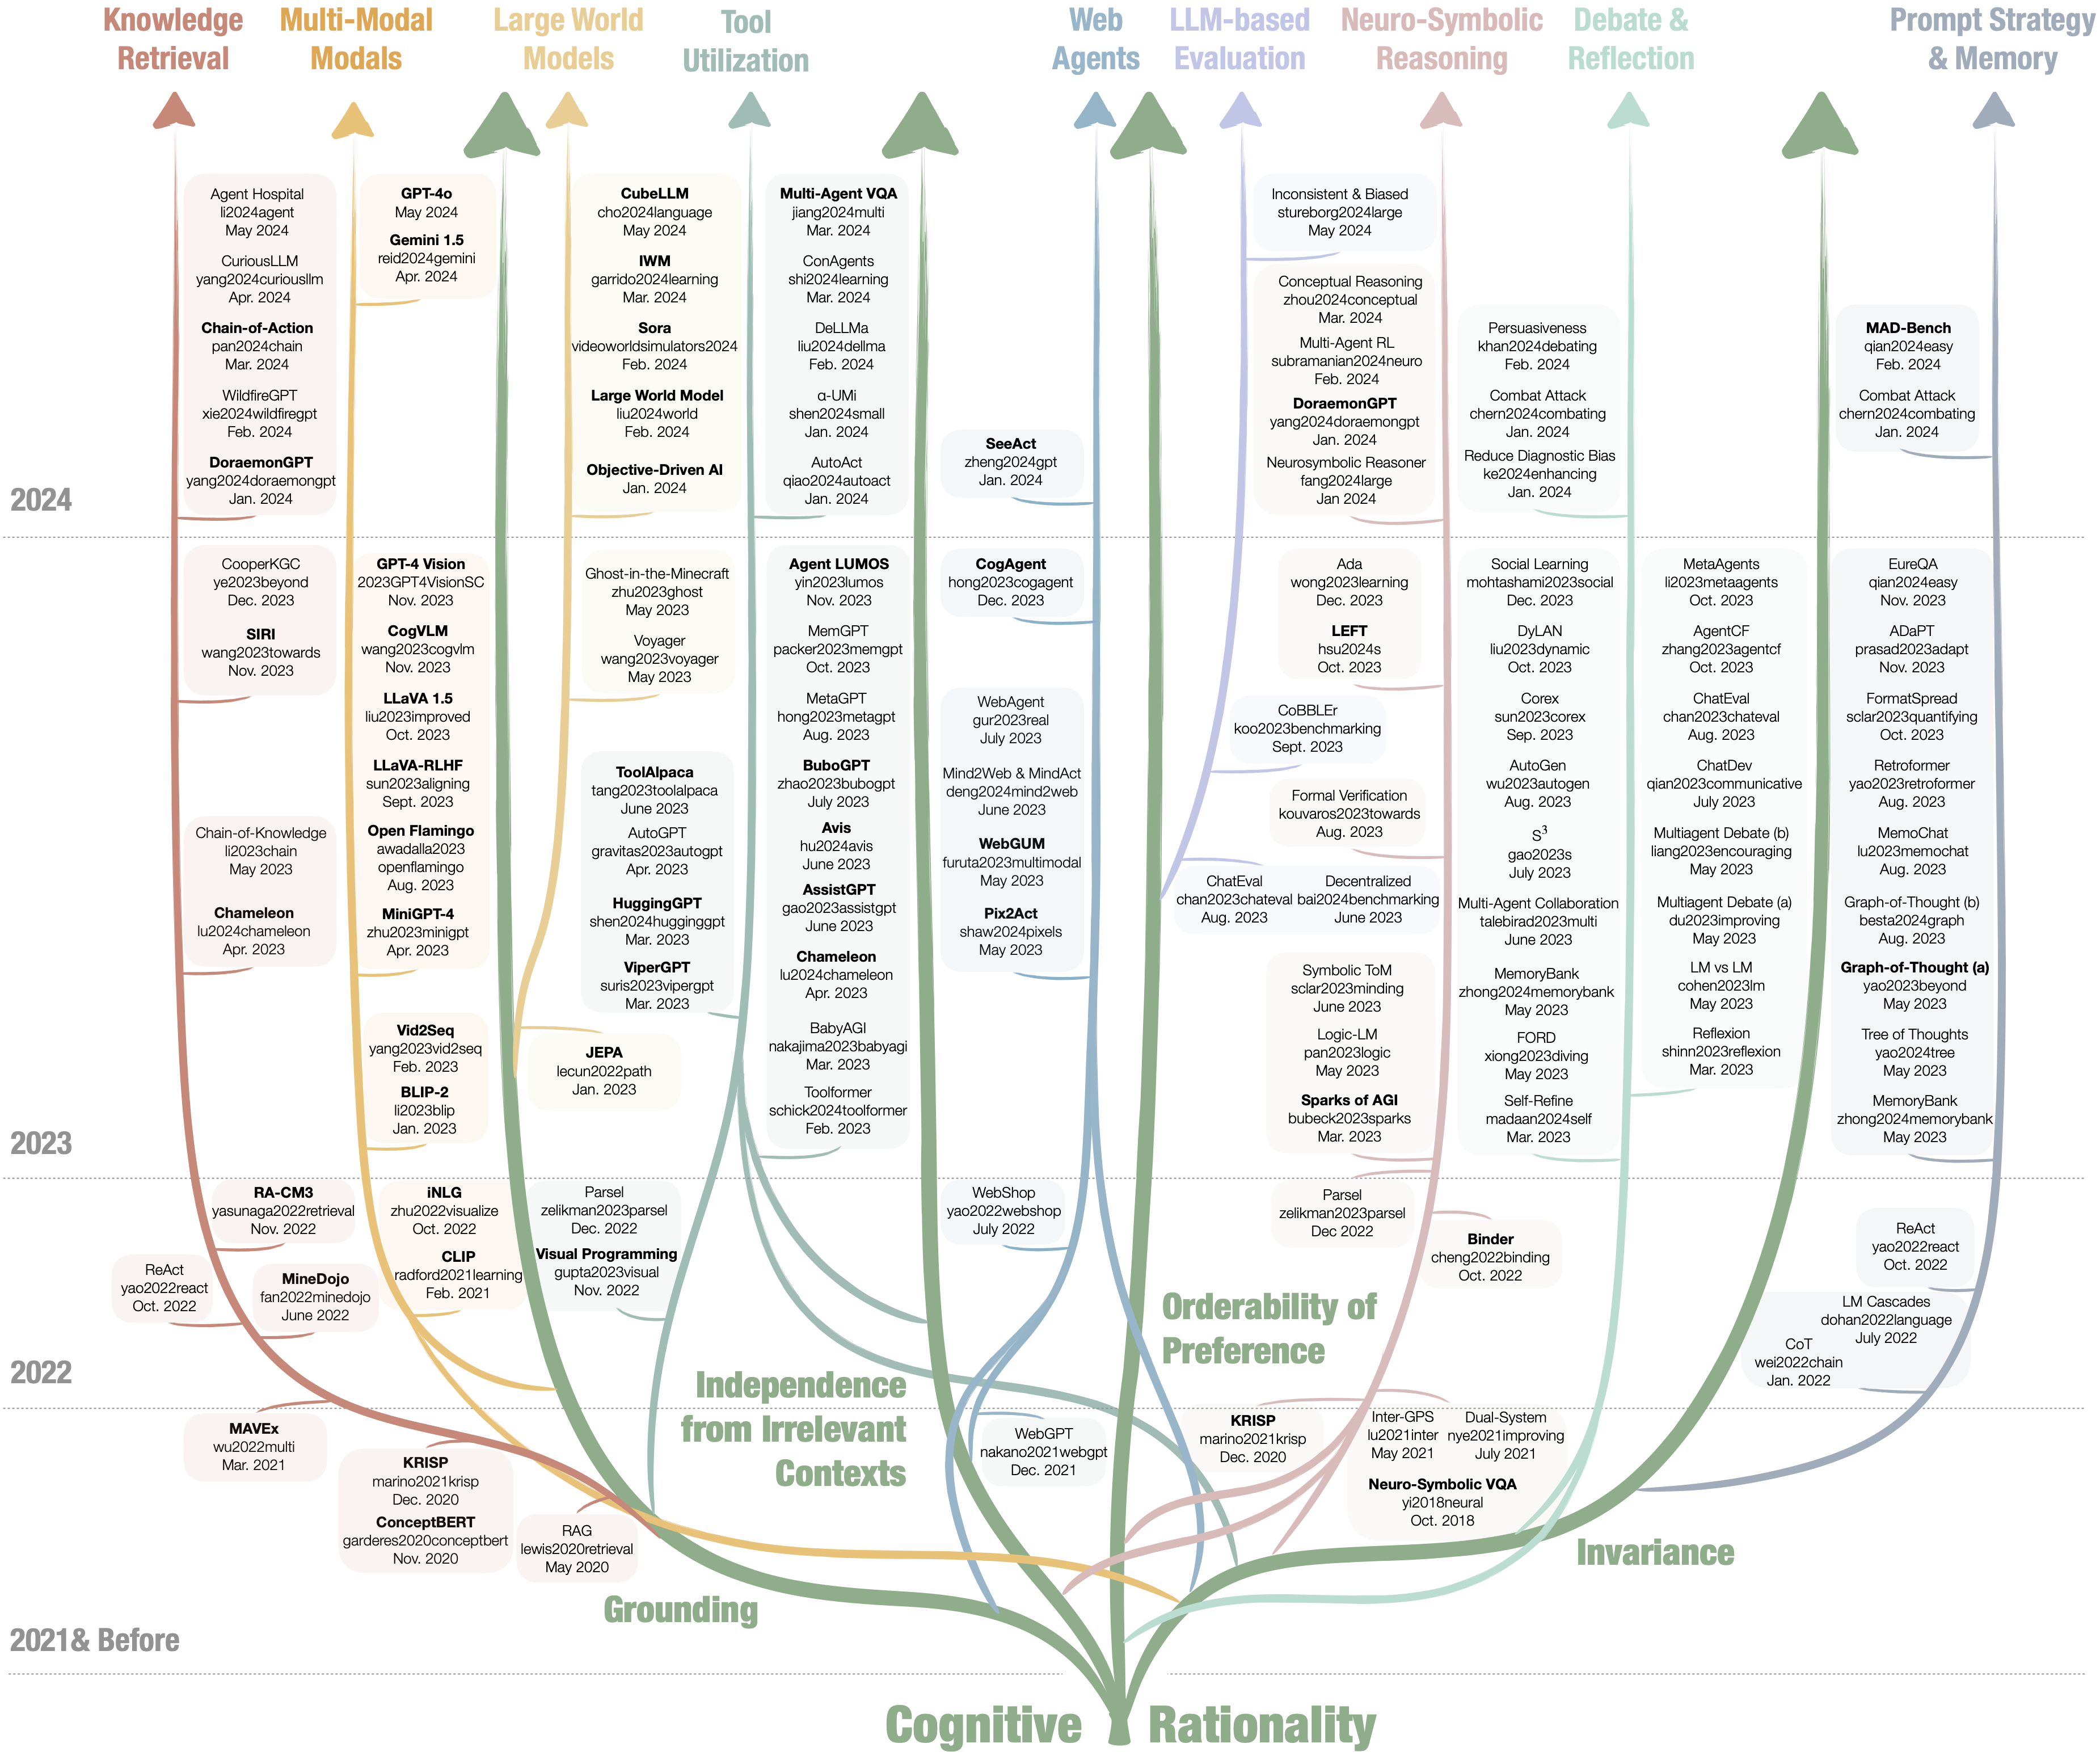 Knowledge
Retrieval
Multi-Modal
Modals
Large World
Models
Tool
Utilization
Web
Agents
LLM-based
Evaluation
Neuro-Symbolic
Reasoning
Debate &
Reflection
Prompt Strategy
& Memory
2024
Agent Hospital
li2024agent
May 2024
CuriousLLM
yang2024curiousllm
Apr. 2024
Chain-of-Action
pan2024chain
Mar. 2024
WildfireGPT
xie2024wildfiregpt
Feb. 2024
DoraemonGPT
yang2024doraemongpt
Jan. 2024
GPT-4o
May 2024
Gemini 1.5
reid2024gemini
Apr. 2024
CubeLLM
cho2024language
May 2024
IWM
garrido2024learning
Mar. 2024
Sora
videoworldsimulators2024
Feb. 2024
Large World Model
liu2024world
Feb. 2024
Objective-Driven AI
Jan. 2024
Multi-Agent VQA
jiang2024multi
Mar. 2024
ConAgents
shi2024learning
Mar. 2024
DeLLMa
liu2024dellma
Feb. 2024
α-UMi
shen2024small
Jan. 2024
AutoAct
qiao2024autoact
Jan. 2024
SeeAct
zheng2024gpt
Jan. 2024
Inconsistent & Biased
stureborg2024large
May 2024
Conceptual Reasoning
zhou2024conceptual
Mar. 2024
Multi-Agent RL
subramanian2024neuro
Feb. 2024
DoraemonGPT
yang2024doraemongpt
Jan. 2024
Neurosymbolic Reasoner
fang2024large
Jan 2024
Persuasiveness
khan2024debating
Feb. 2024
Combat Attack
chern2024combating
Jan. 2024
Reduce Diagnostic Bias
ke2024enhancing
Jan. 2024
MAD-Bench
qian2024easy
Feb. 2024
Combat Attack
chern2024combating
Jan. 2024
2023
CooperKGC
ye2023beyond
Dec. 2023
SIRI
wang2023towards
Nov. 2023
Chain-of-Knowledge
li2023chain
May 2023
Chameleon
lu2024chameleon
Apr. 2023
GPT-4 Vision
2023GPT4VisionSC
Nov. 2023
CogVLM
wang2023cogvlm
Nov. 2023
LLaVA 1.5
liu2023improved
Oct. 2023
LLaVA-RLHF
sun2023aligning
Sept. 2023
Open Flamingo
awadalla2023
openflamingo
Aug. 2023
MiniGPT-4
zhu2023minigpt
Apr. 2023
Vid2Seq
yang2023vid2seq
Feb. 2023
BLIP-2
li2023blip
Jan. 2023
Ghost-in-the-Minecraft
zhu2023ghost
May 2023
Voyager
wang2023voyager
May 2023
ToolAlpaca
tang2023toolalpaca
June 2023
AutoGPT
gravitas2023autogpt
Apr. 2023
HuggingGPT
shen2024hugginggpt
Mar. 2023
ViperGPT
suris2023vipergpt
Mar. 2023
JEPA
lecun2022path
Jan. 2023
Agent LUMOS
yin2023lumos
Nov. 2023
MemGPT
packer2023memgpt
Oct. 2023
MetaGPT
hong2023metagpt
Aug. 2023
BuboGPT
zhao2023bubogpt
July 2023
Avis
hu2024avis
June 2023
AssistGPT
gao2023assistgpt
June 2023
Chameleon
lu2024chameleon
Apr. 2023
BabyAGI
nakajima2023babyagi
Mar. 2023
Toolformer
schick2024toolformer
Feb. 2023
CogAgent
hong2023cogagent
Dec. 2023
WebAgent
gur2023real
July 2023
Mind2Web & MindAct
deng2024mind2web
June 2023
WebGUM
furuta2023multimodal
May 2023
Pix2Act
shaw2024pixels
May 2023
Ada
wong2023learning
Dec. 2023
LEFT
hsu2024s
Oct. 2023
CoBBLEr
koo2023benchmarking
Sept. 2023
Formal Verification
kouvaros2023towards
Aug. 2023
ChatEval
chan2023chateval
Aug. 2023
Decentralized
bai2024benchmarking
June 2023
Symbolic ToM
sclar2023minding
June 2023
Logic-LM
pan2023logic
May 2023
Sparks of AGI
bubeck2023sparks
Mar. 2023
Social Learning
mohtashami2023social
Dec. 2023
DyLAN
liu2023dynamic
Oct. 2023
Corex
sun2023corex
Sep. 2023
AutoGen
wu2023autogen
Aug. 2023
S³
gao2023s
July 2023
Multi-Agent Collaboration
talebirad2023multi
June 2023
MemoryBank
zhong2024memorybank
May 2023
FORD
xiong2023diving
May 2023
Self-Refine
madaan2024self
Mar. 2023
MetaAgents
li2023metaagents
Oct. 2023
AgentCF
zhang2023agentcf
Oct. 2023
ChatEval
chan2023chateval
Aug. 2023
ChatDev
qian2023communicative
July 2023
Multiagent Debate (b)
liang2023encouraging
May 2023
Multiagent Debate (a)
du2023improving
May 2023
LM vs LM
cohen2023lm
May 2023
Reflexion
shinn2023reflexion
Mar. 2023
EureQA
qian2024easy
Nov. 2023
ADaPT
prasad2023adapt
Nov. 2023
FormatSpread
sclar2023quantifying
Oct. 2023
Retroformer
yao2023retroformer
Aug. 2023
MemoChat
lu2023memochat
Aug. 2023
Graph-of-Thought (b)
besta2024graph
Aug. 2023
Graph-of-Thought (a)
yao2023beyond
May 2023
Tree of Thoughts
yao2024tree
May 2023
MemoryBank
zhong2024memorybank
May 2023
2022
RA-CM3
yasunaga2022retrieval
Nov. 2022
ReAct
yao2022react
Oct. 2022
MineDojo
fan2022minedojo
June 2022
iNLG
zhu2022visualize
Oct. 2022
CLIP
radford2021learning
Feb. 2021
Parsel
zelikman2023parsel
Dec. 2022
Visual Programming
gupta2023visual
Nov. 2022
WebShop
yao2022webshop
July 2022
Parsel
zelikman2023parsel
Dec 2022
Binder
cheng2022binding
Oct. 2022
ReAct
yao2022react
Oct. 2022
LM Cascades
dohan2022language
July 2022
CoT
wei2022chain
Jan. 2022
Orderability of
Preference
Independence
from Irrelevant
Contexts
2021& Before
MAVEx
wu2022multi
Mar. 2021
KRISP
marino2021krisp
Dec. 2020
ConceptBERT
garderes2020conceptbert
Nov. 2020
RAG
lewis2020retrieval
May 2020
WebGPT
nakano2021webgpt
Dec. 2021
KRISP
marino2021krisp
Dec. 2020
Inter-GPS
lu2021inter
May 2021
Dual-System
nye2021improving
July 2021
Neuro-Symbolic VQA
yi2018neural
Oct. 2018
Invariance
Grounding
Cognitive Rationality